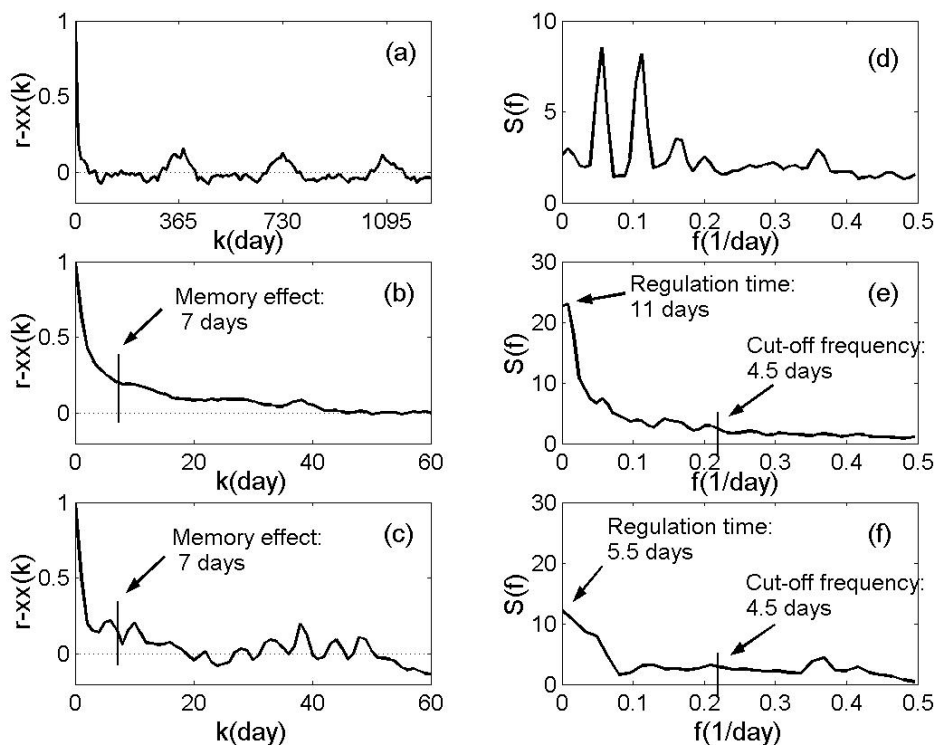 (a)
r-xx(k)
1
0.5
0
0 365 730 1095
k(day)
(d)
S(f)
10
5
0
0 0.1 0.2 0.3 0.4 0.5
f(1/day)
(b)
r-xx(k)
1
0.5
0
Memory effect:
7 days
0 20 40 60
k(day)
(e)
S(f)
30
20
10
0
Regulation time:
11 days
Cut-off frequency:
4.5 days
0 0.1 0.2 0.3 0.4 0.5
f(1/day)
(c)
r-xx(k)
1
0.5
0
Memory effect:
7 days
0 20 40 60
k(day)
(f)
S(f)
30
20
10
0
Regulation time:
5.5 days
Cut-off frequency:
4.5 days
0 0.1 0.2 0.3 0.4 0.5
f(1/day)